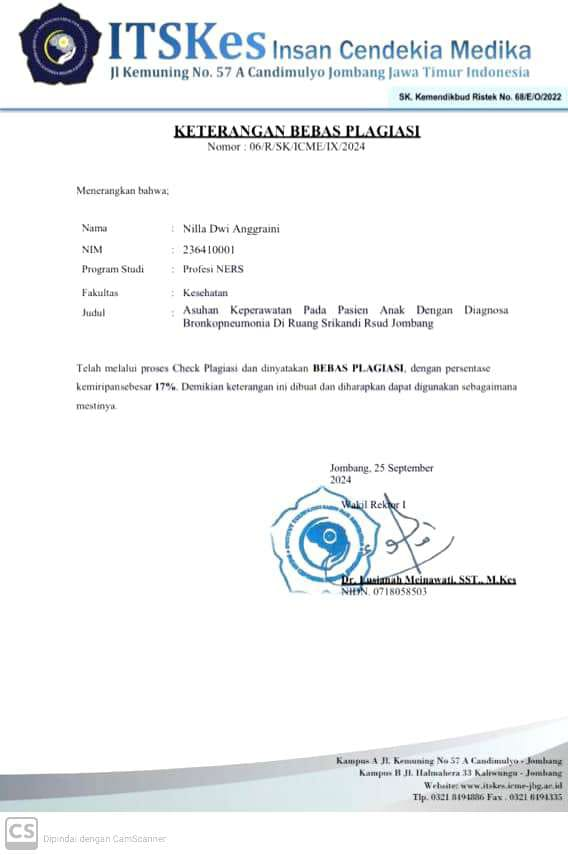 ITSKes Insan Cendekia Medika
Jl Kemuning No. 57 A Candimulyo Jombang Jawa Timur Indonesia
SK. Kemendikbud Ristek No. 68/E/O/2022
KETERANGAN BEBAS PLAGIASI
Nomor : 06/R/SK/ICME/IX/2024
Menerangkan bahwa;
Nama : Nilla Dwi Anggraini
NIM : 236410001
Program Studi : Profesi NERS
Fakultas : Kesehatan
Judul : Asuhan Keperawatan Pada Pasien Anak Dengan Diagnosa
Bronkopneumonia Di Ruang Srikandi Rsud Jombang
Telah melalui proses Check Plagiasi dan dinyatakan BEBAS PLAGIASI, dengan persentase
kemiripansebesar 17%. Demikian keterangan ini dibuat dan diharapkan dapat digunakan sebagaimana
mestinya.
Jombang, 25 September
2024
Wakil Rektor I
Dr. Lusianah Meinawati, SST., M.Kes
NIDN. 0718058503
Kampus A Jl. Kemuning No 57 A Candimulyo - Jombang
Kampus B Jl. Halmahera 33 Kaliwungu - Jombang
Website: www.itskes.icme-jbg.ac.id
Tlp. 0321 8494886 Fax . 0321 8494335
CS Dipindai dengan CamScanner